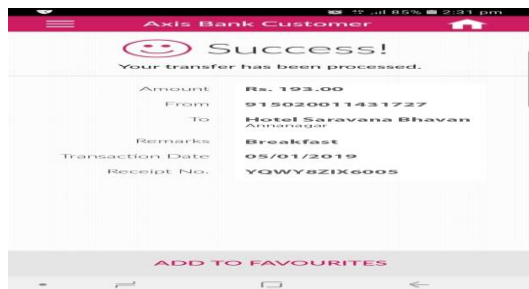 85% 2:31 pm
Axis Bank Customer
Success!
Your transfer has been processed.
Amount Rs. 193.00
From 915020011431727
To Hotel Saravana Bhavan
Annanagar
Remarks Breakfast
Transaction Date 05/01/2019
Receipt No. YQWY8ZIX6005
ADD TO FAVOURITES